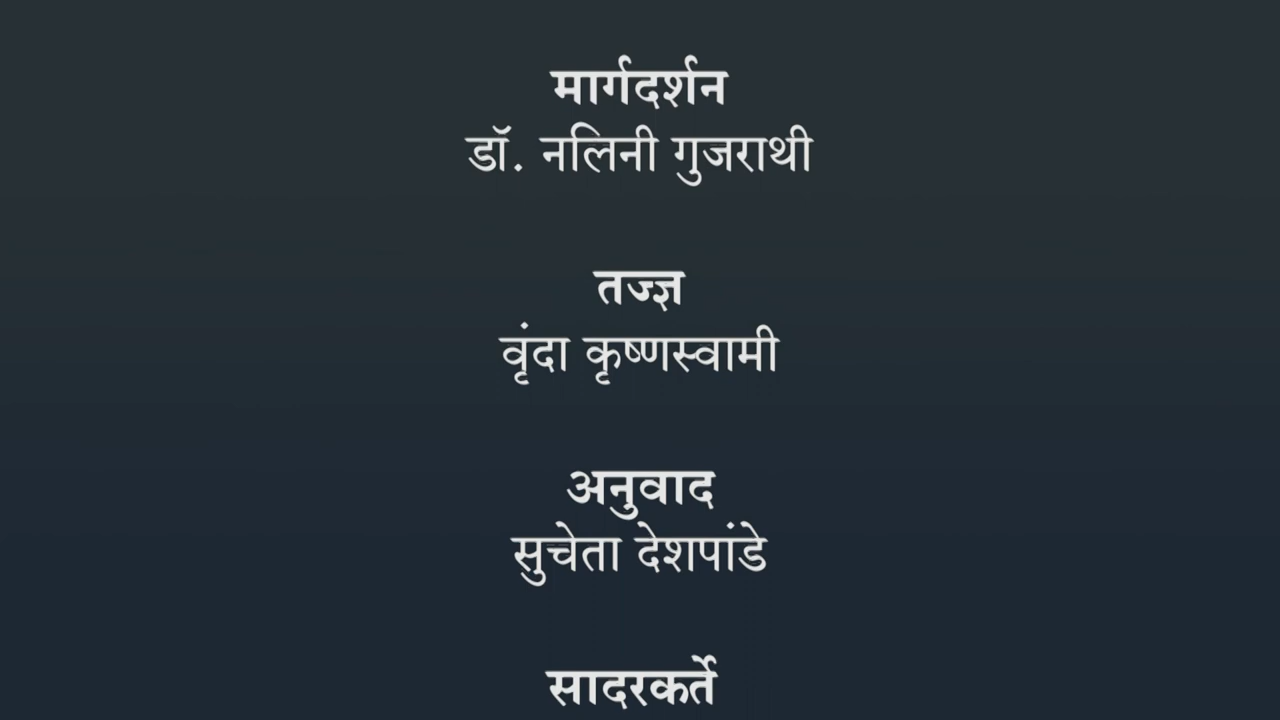 मार्गदर्शन
डॉ. नलिनी गुजराथी
तज्ज्ञ
वृंदा कृष्णस्वामी
अनुवाद
सुचेता देशपांडे
सादरकर्ते